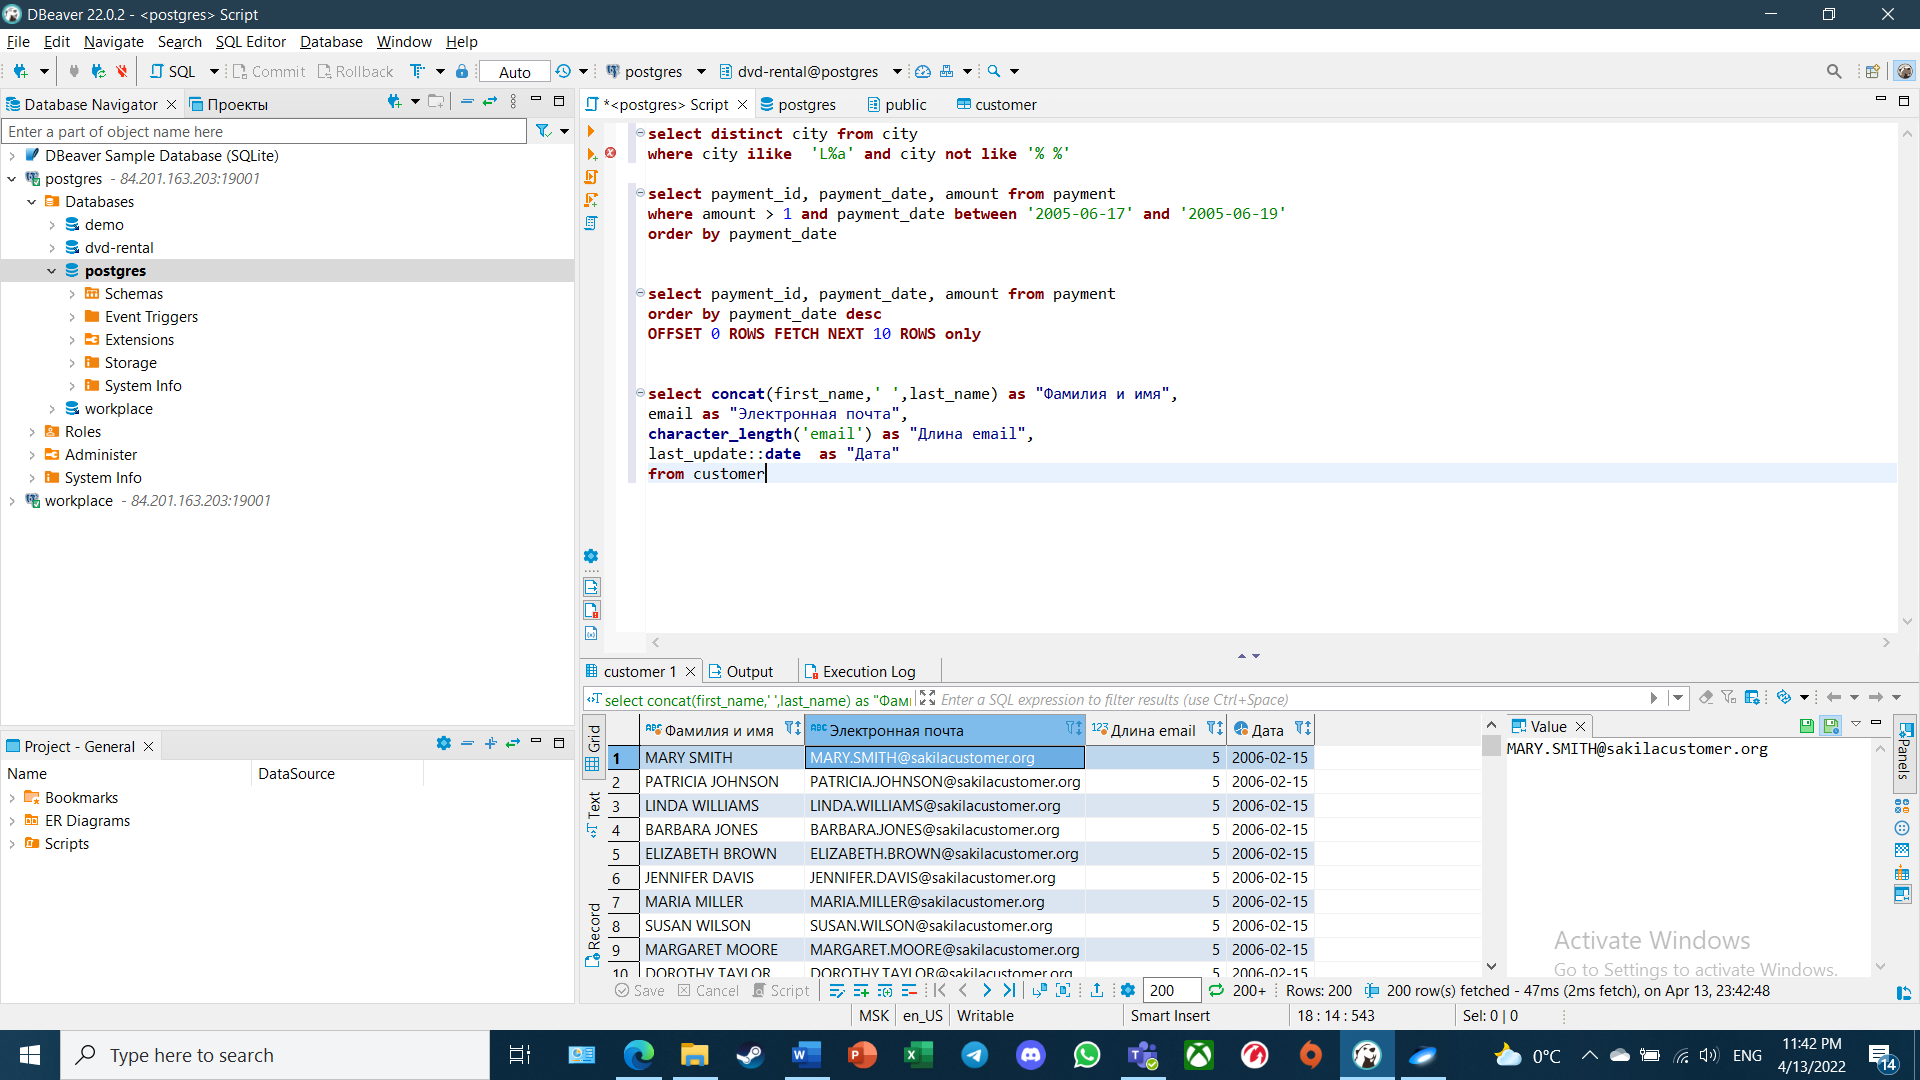 DBeaver 22.0.2 - <postgres> Script
File Edit Navigate Search SQL Editor Database Window Help
SQL Commit Rollback Auto postgres dvd-rental@postgres
Database Navigator Проекты
Enter a part of object name here
DBeaver Sample Database (SQLite)
postgres - 84.201.163.203:19001
Databases
demo
dvd-rental
postgres
Schemas
Event Triggers
Extensions
Storage
System Info
workplace
Roles
Administer
System Info
workplace - 84.201.163.203:19001
Project - General
Name DataSource
Bookmarks
ER Diagrams
Scripts
*<postgres> Script postgres public customer
select distinct city from city
where city ilike  'L%a' and city not like '% %'
select payment_id, payment_date, amount from payment
where amount > 1 and payment_date between '2005-06-17' and '2005-06-19'
order by payment_date
select payment_id, payment_date, amount from payment
order by payment_date desc
OFFSET 0 ROWS FETCH NEXT 10 ROWS only
select concat(first_name,' ',last_name) as "Фамилия и имя",
email as "Электронная почта",
character_length('email') as "Длина email",
last_update::date  as "Дата"
from customer
customer 1 Output Execution Log
select concat(first_name,' ',last_name) as "Фами Enter a SQL expression to filter results (use Ctrl+Space)
Grid
Text
Record
Фамилия и имя Электронная почта Длина email Дата
1 MARY SMITH MARY.SMITH@sakilacustomer.org 5 2006-02-15
2 PATRICIA JOHNSON PATRICIA.JOHNSON@sakilacustomer.org 5 2006-02-15
3 LINDA WILLIAMS LINDA.WILLIAMS@sakilacustomer.org 5 2006-02-15
4 BARBARA JONES BARBARA.JONES@sakilacustomer.org 5 2006-02-15
5 ELIZABETH BROWN ELIZABETH.BROWN@sakilacustomer.org 5 2006-02-15
6 JENNIFER DAVIS JENNIFER.DAVIS@sakilacustomer.org 5 2006-02-15
7 MARIA MILLER MARIA.MILLER@sakilacustomer.org 5 2006-02-15
8 SUSAN WILSON SUSAN.WILSON@sakilacustomer.org 5 2006-02-15
9 MARGARET MOORE MARGARET.MOORE@sakilacustomer.org 5 2006-02-15
10 DOROTHY TAYLOR DOROTHY.TAYLOR@sakilacustomer.org 5 2006-02-15
Value
MARY.SMITH@sakilacustomer.org
Panels
Activate Windows
Go to Settings to activate Windows.
Save Cancel Script 200 200+ Rows: 200 200 row(s) fetched - 47ms (2ms fetch), on Apr 13, 23:42:48
MSK en_US Writable Smart Insert 18 : 14 : 543 Sel: 0 | 0
Type here to search
0°C ENG
11:42 PM
4/13/2022
14